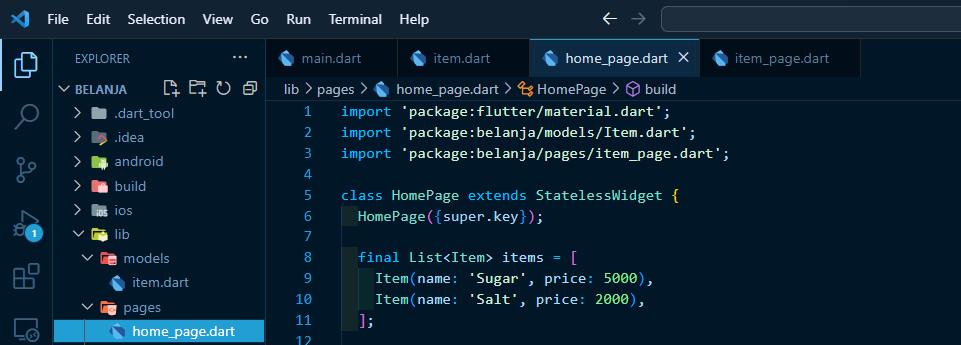 File Edit Selection View Go Run Terminal Help
EXPLORER
main.dart item.dart home_page.dart item_page.dart
BELANJA
lib > pages > home_page.dart > HomePage > build
.dart_tool
.idea
android
build
ios
lib
models
item.dart
pages
home_page.dart
1
1 import 'package:flutter/material.dart';
2 import 'package:belanja/models/Item.dart';
3 import 'package:belanja/pages/item_page.dart';
4
5 class HomePage extends StatelessWidget {
6 HomePage({super.key});
7
8 final List<Item> items = [
9 Item(name: 'Sugar', price: 5000),
10 Item(name: 'Salt', price: 2000),
11 ];
12